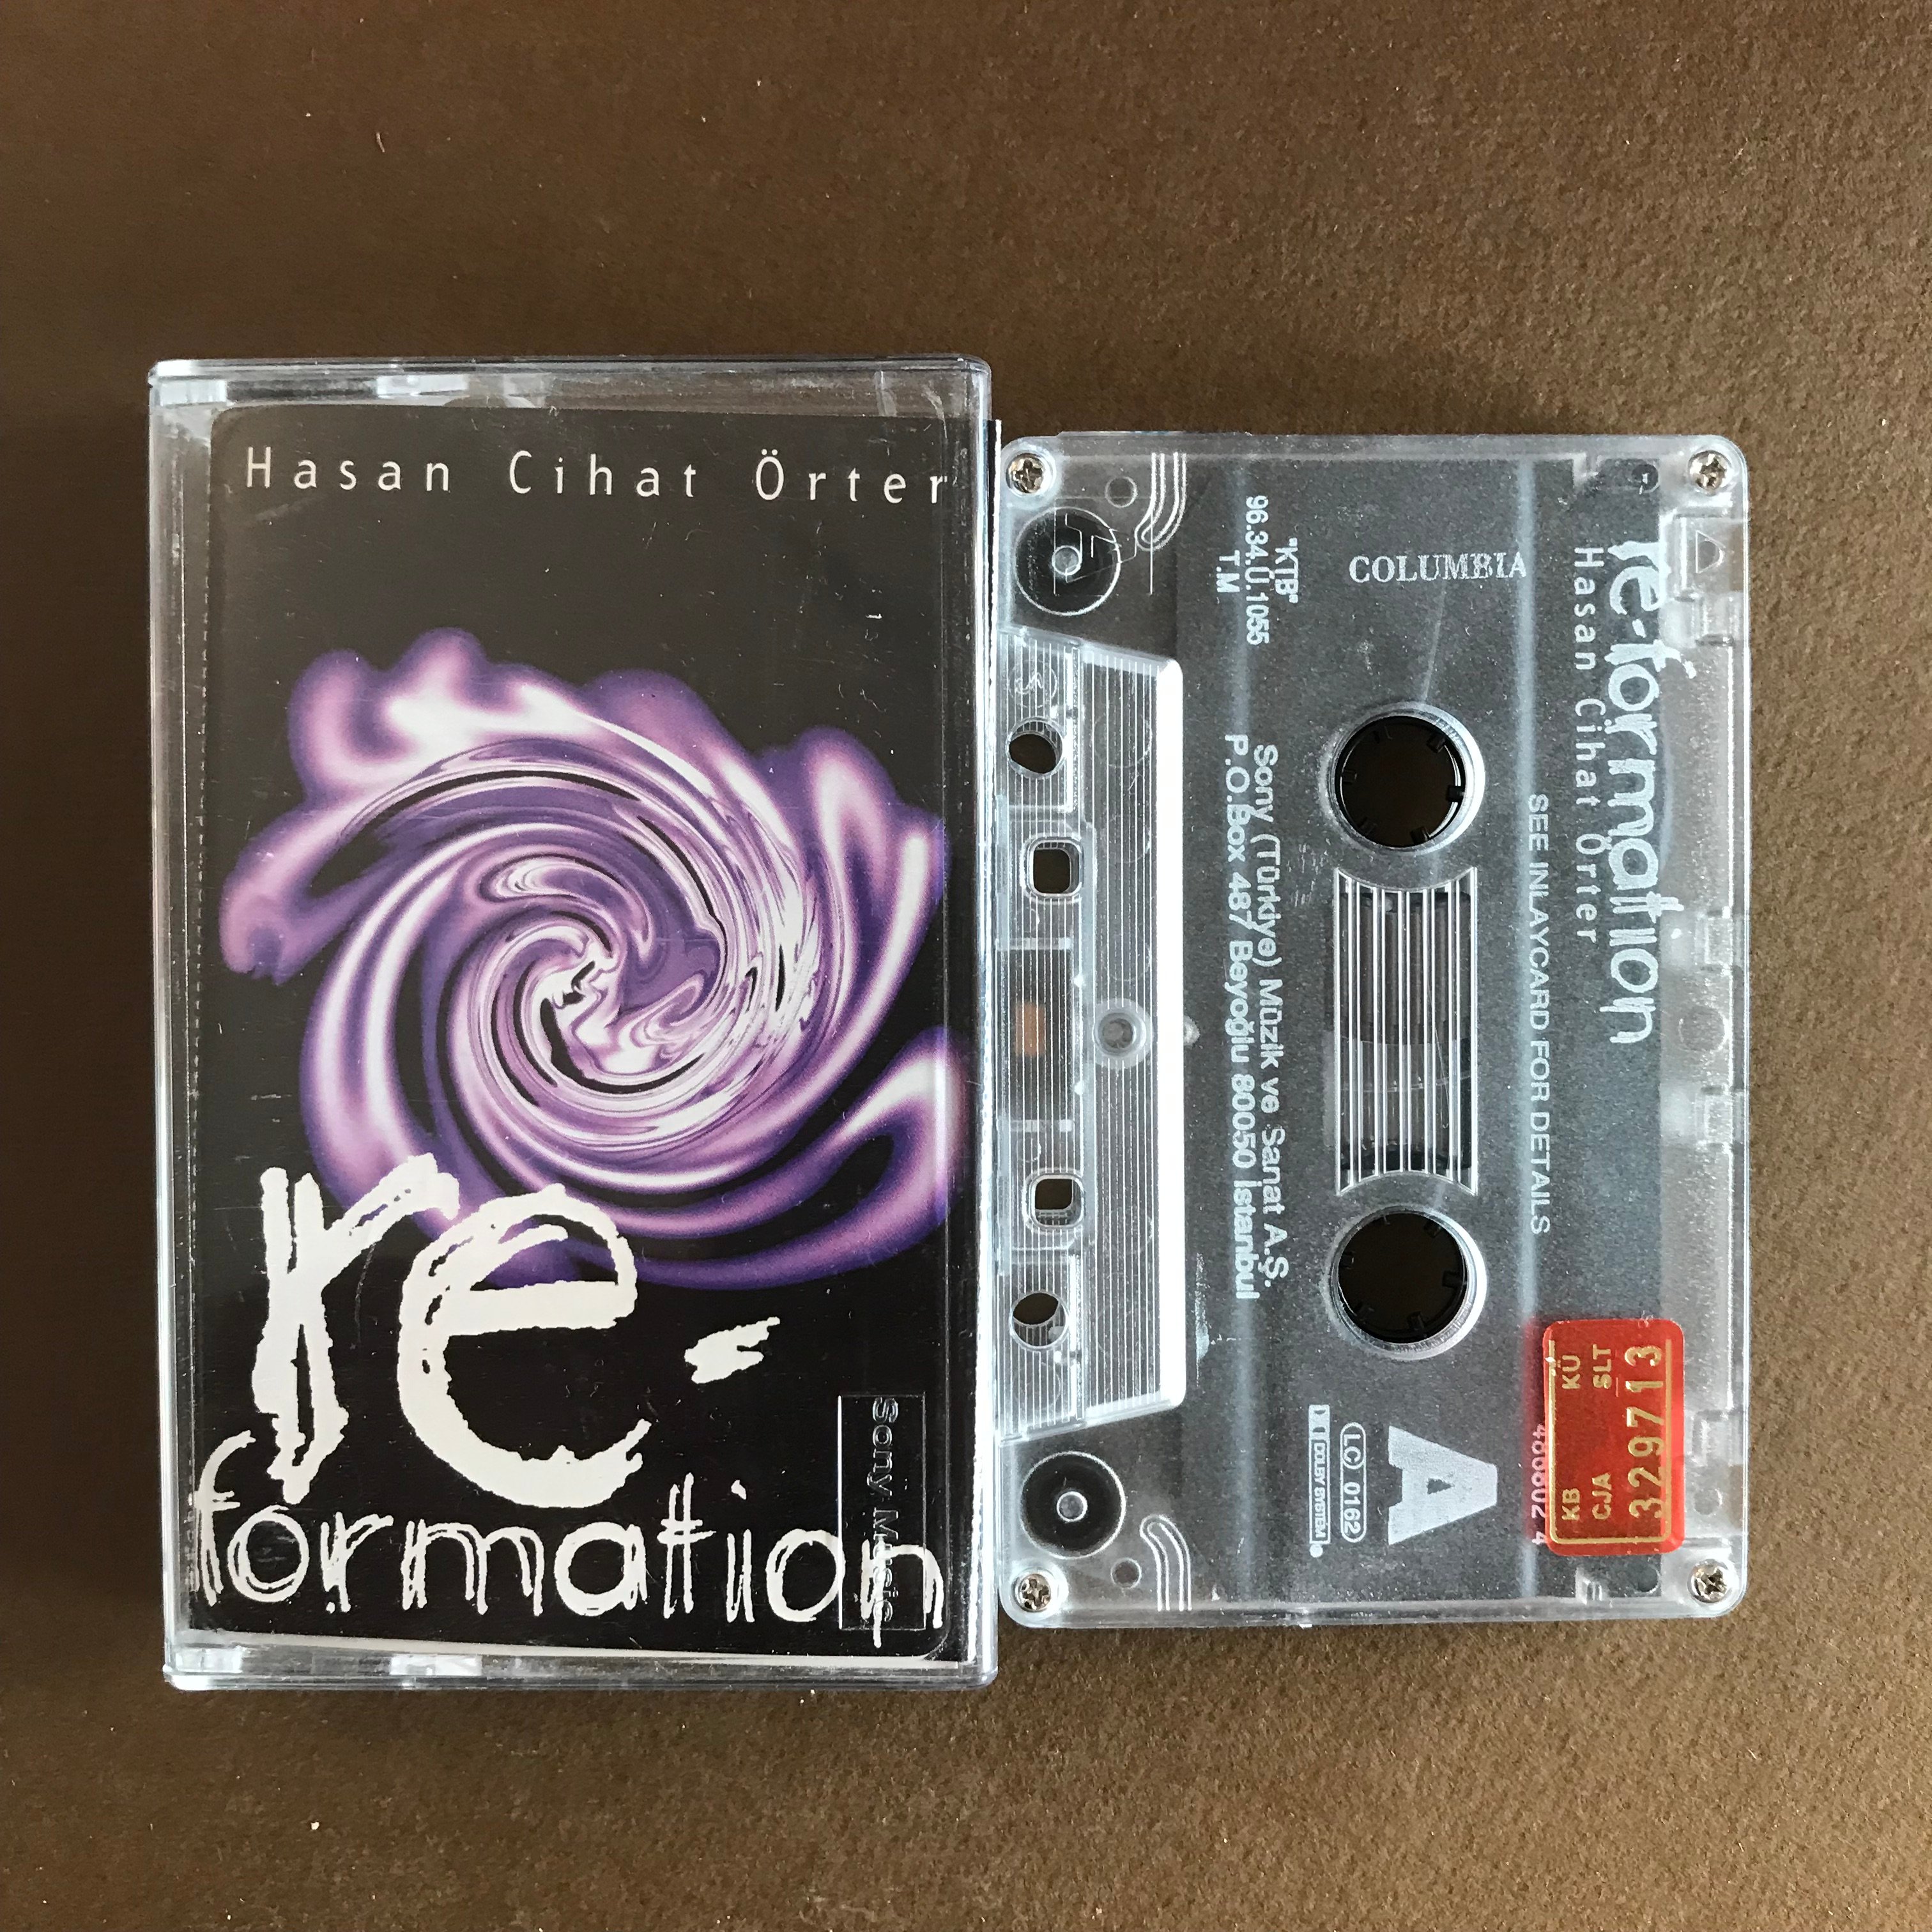 Hasan Cihat Örter
re-
formation
Sony Music
re-formation
Hasan Cihat Örter
SEE INLAYCARD FOR DETAILS
COLUMBIA
"KTB"
96.34.Ü.1055
T.M
Sony (Türkiye) Müzik ve Sanat A.Ş.
P.O.Box 487 Beyoğlu 80050 İstanbul
A
LC 0162
DOLBY SYSTEM
KB KÜ
CJA SLT
329713